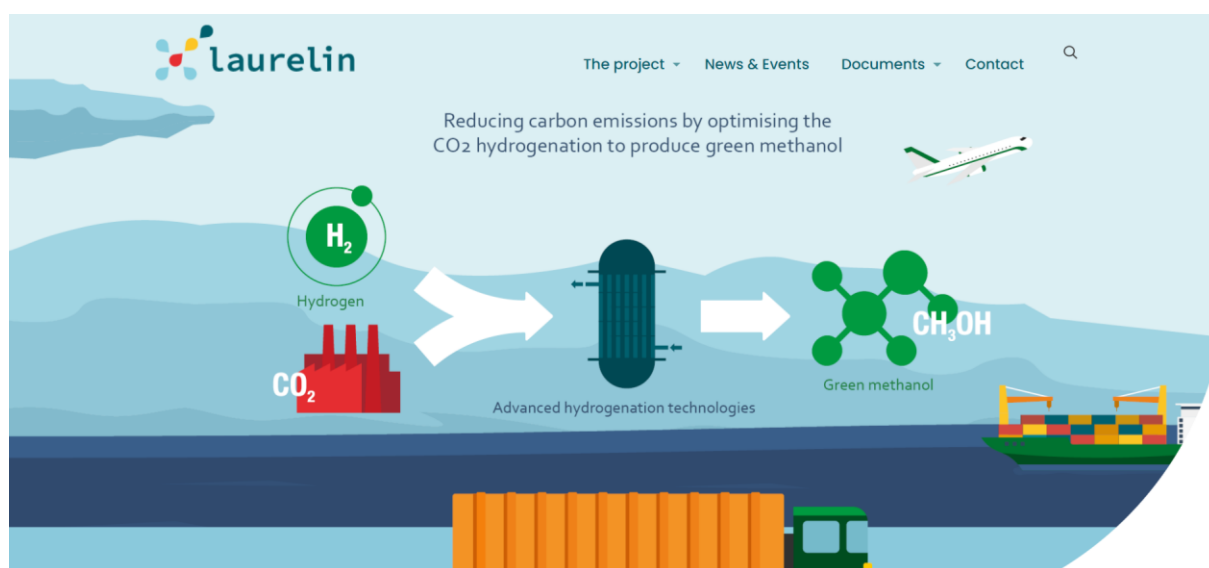 laurelin
The project News & Events Documents Contact
Reducing carbon emissions by optimising the
CO2 hydrogenation to produce green methanol
H2
Hydrogen
CO2
Advanced hydrogenation technologies
CH3OH
Green methanol